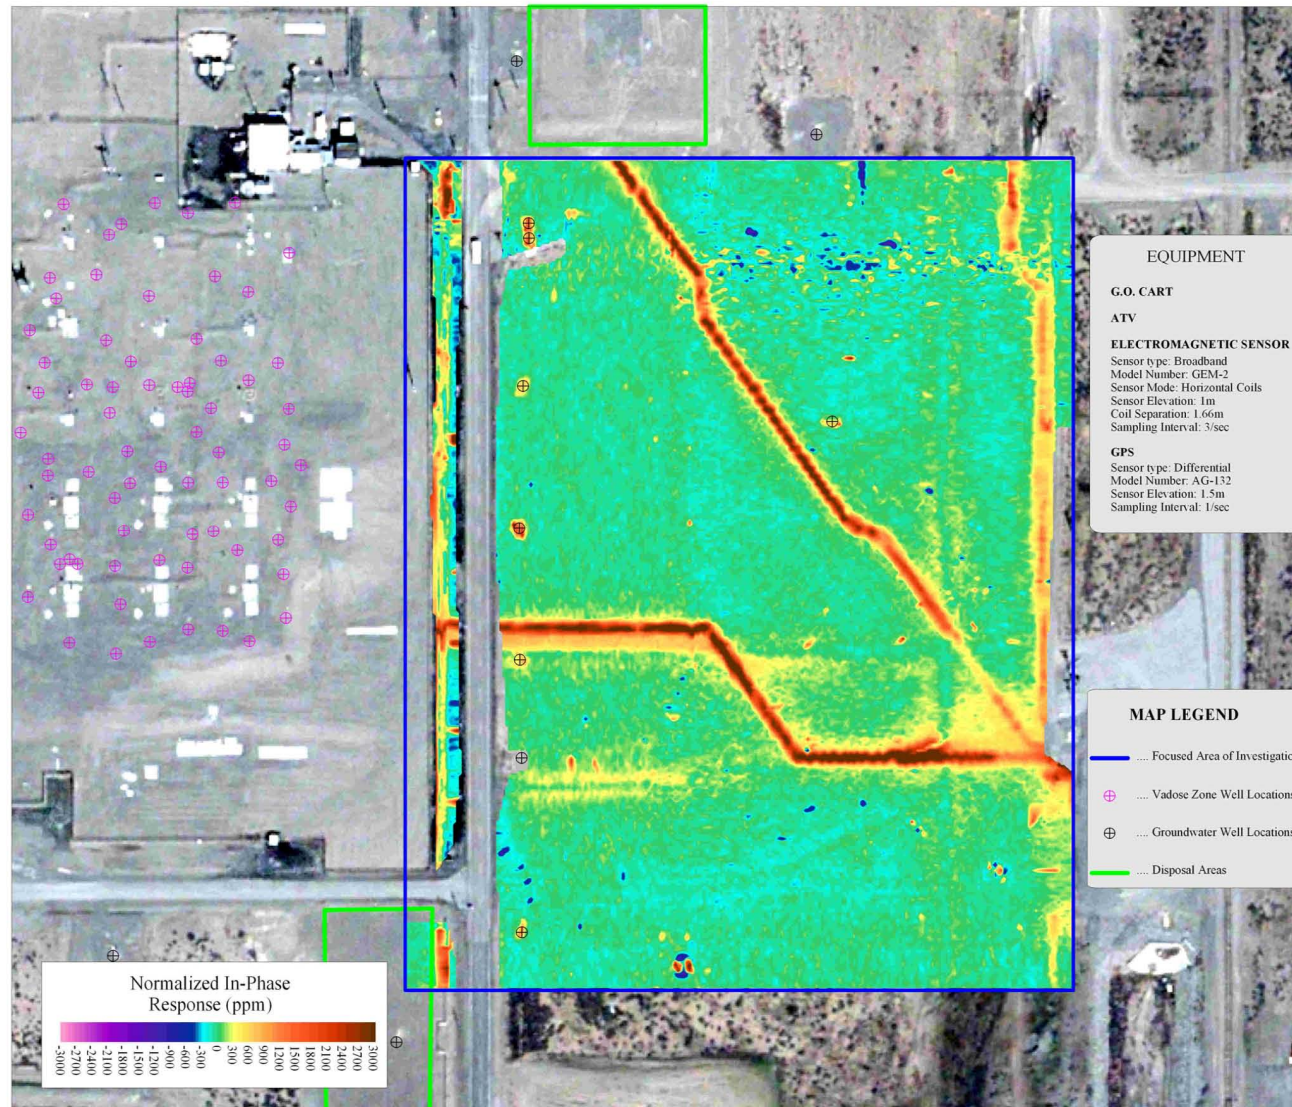 EQUIPMENT
G.O. CART
ATV
ELECTROMAGNETIC SENSOR
Sensor type: Broadband
Model Number: GEM-2
Sensor Mode: Horizontal Coils
Sensor Elevation: 1m
Coil Separation: 1.66m
Sampling Interval: 3/sec
GPS
Sensor type: Differential
Model Number: AG-132
Sensor Elevation: 1.5m
Sampling Interval: 1/sec
MAP LEGEND
.... Focused Area of Investigatio
.... Vadose Zone Well Locations
.... Groundwater Well Locations
.... Disposal Areas
Normalized In-Phase
Response (ppm)
-3000 -2700 -2400 -2100 -1800 -1500 -1200 -900 -600 -300 0 300 600 900 1200 1500 1800 2100 2400 2700 3000